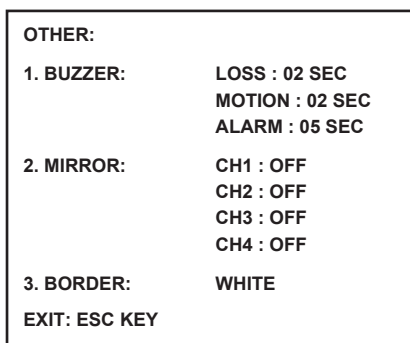 OTHER:
1. BUZZER: LOSS : 02 SEC
MOTION : 02 SEC
ALARM : 05 SEC
2. MIRROR: CH1 : OFF
CH2 : OFF
CH3 : OFF
CH4 : OFF
3. BORDER: WHITE
EXIT: ESC KEY